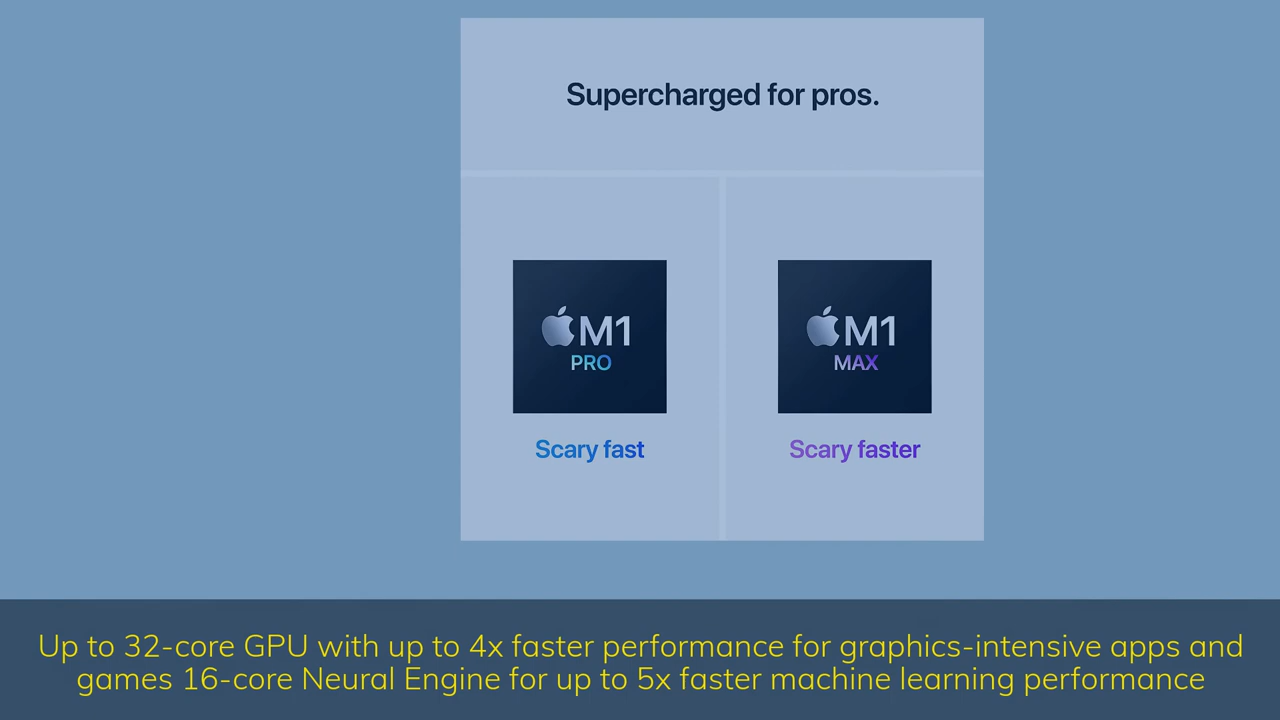 Supercharged for pros.
M1
PRO
M1
MAX
Scary fast
Scary faster
Up to 32-core GPU with up to 4x faster performance for graphics-intensive apps and
games 16-core Neural Engine for up to 5x faster machine learning performance